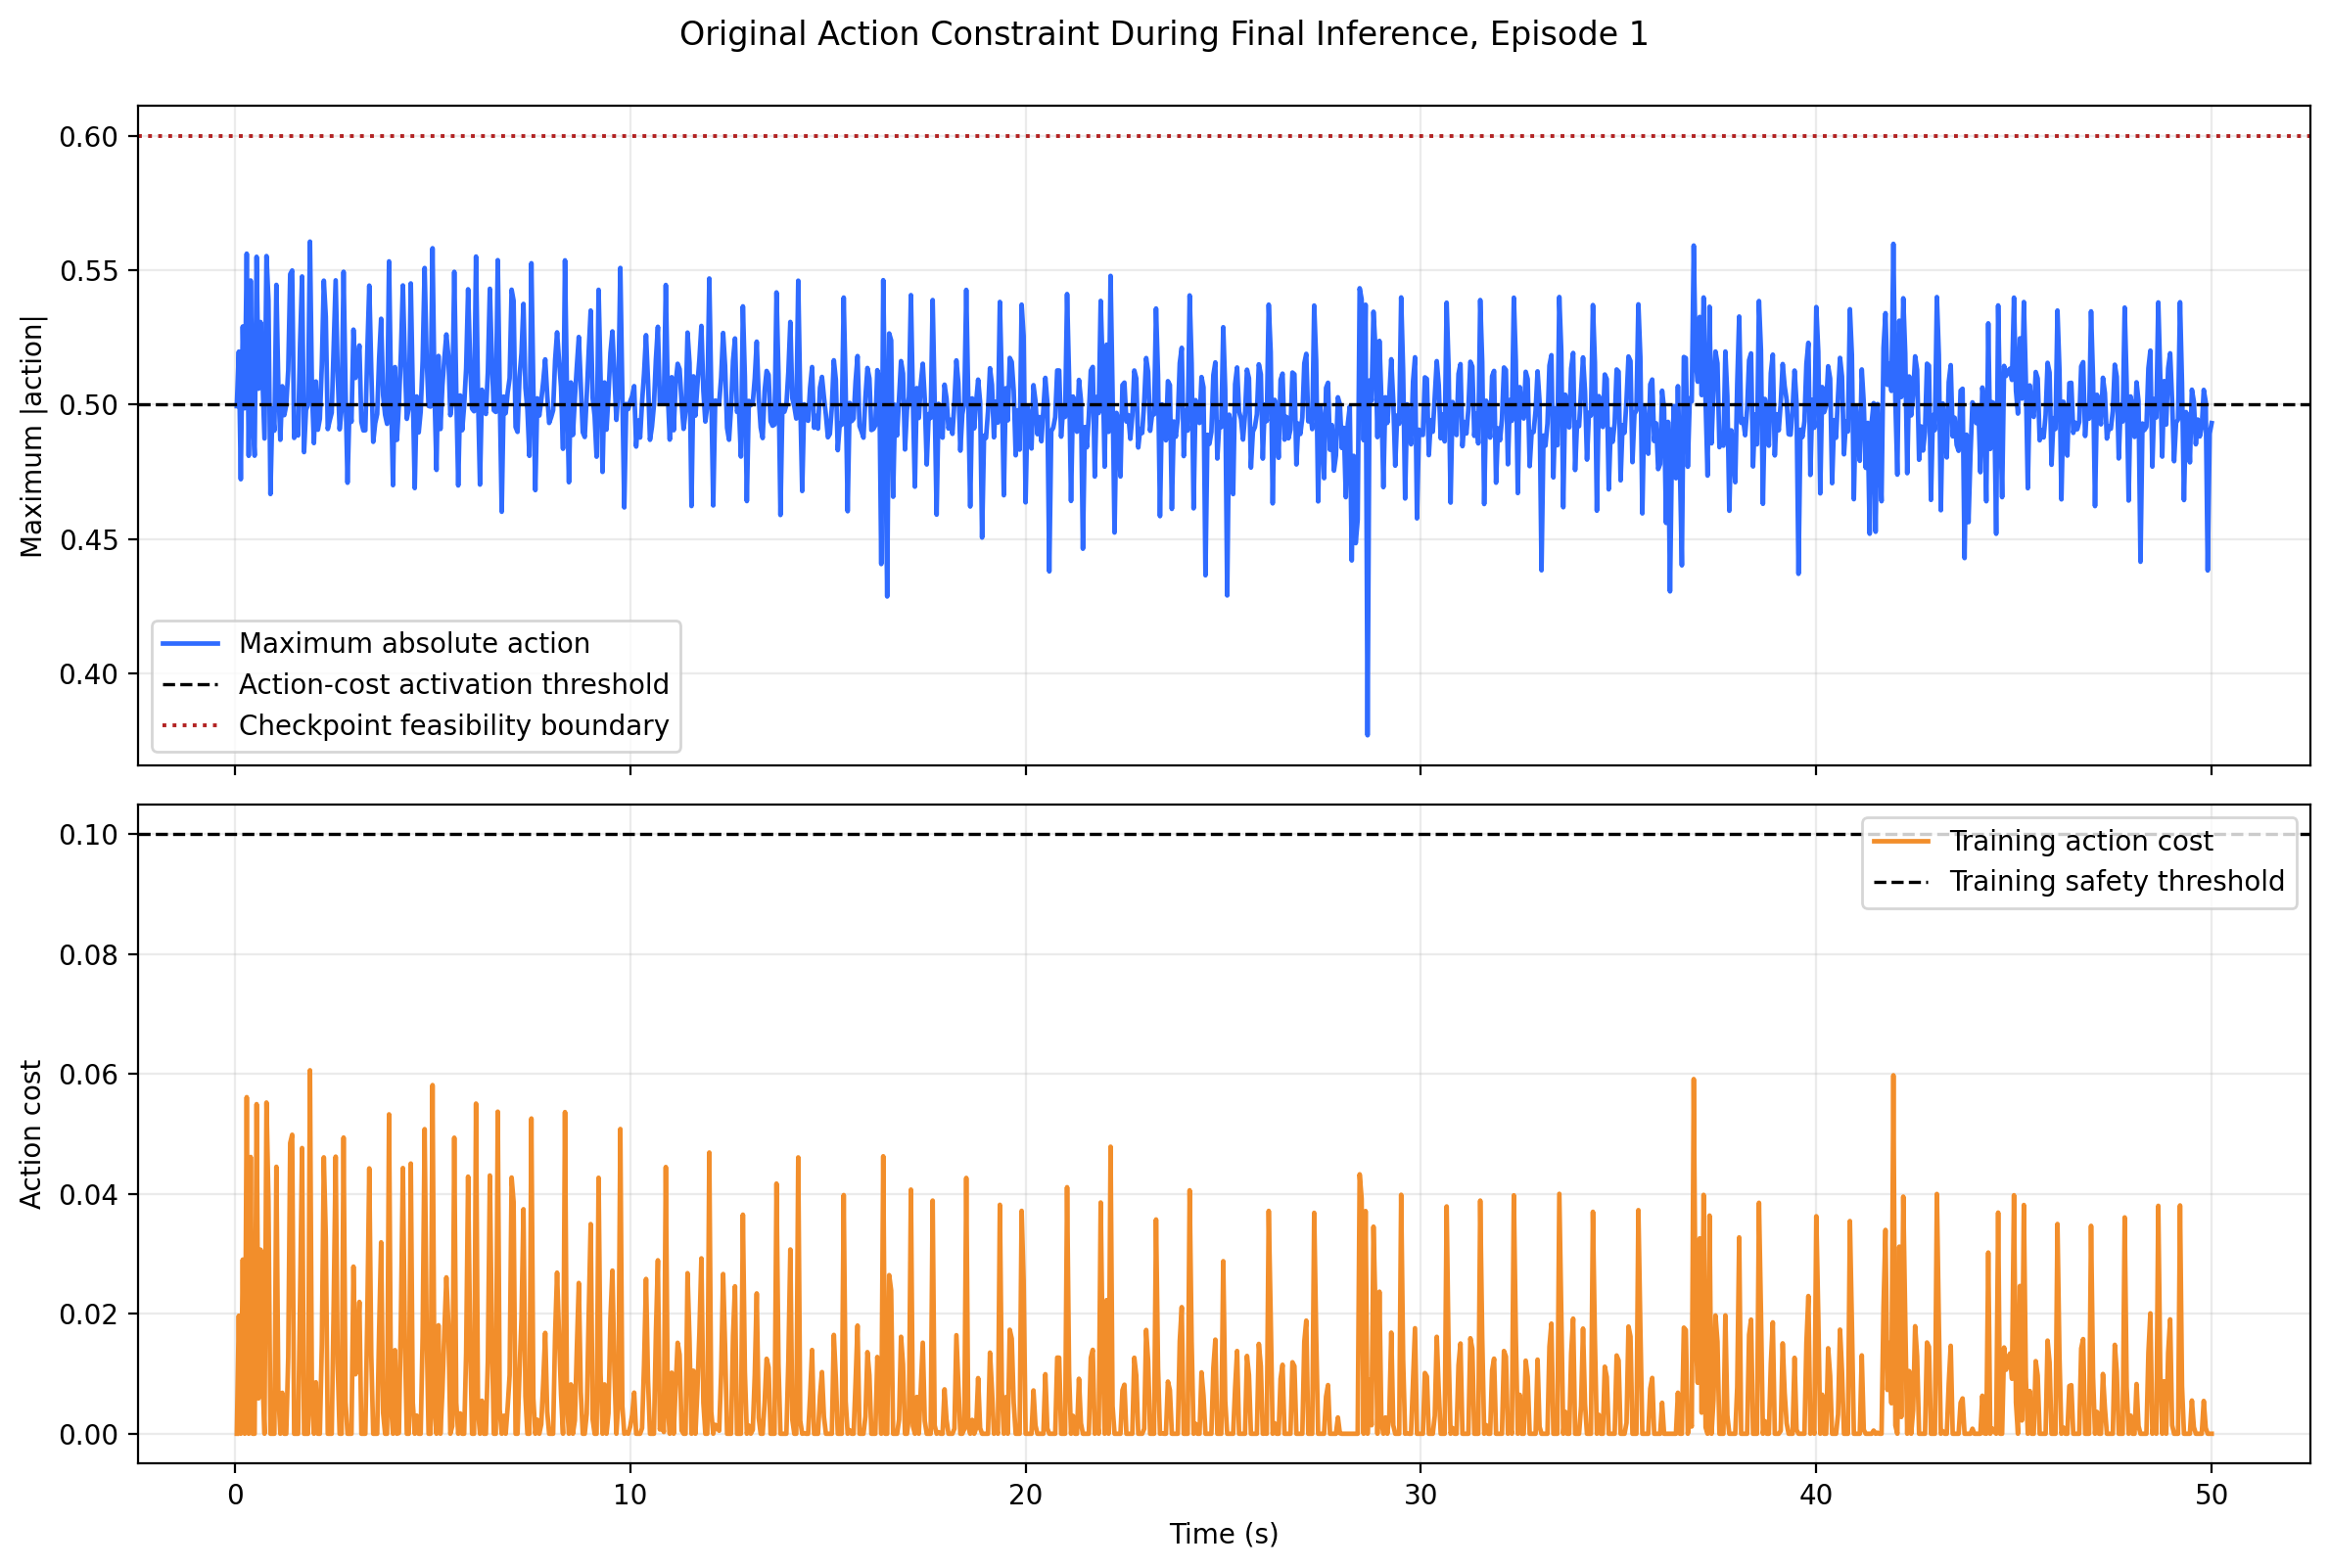 Original Action Constraint During Final Inference, Episode 1
0.60
0.55
0.50
0.45
0.40
Maximum |action|
Maximum absolute action
Action-cost activation threshold
Checkpoint feasibility boundary
0.10
0.08
0.06
0.04
0.02
0.00
Action cost
Training action cost
Training safety threshold
0 10 20 30 40 50
Time (s)